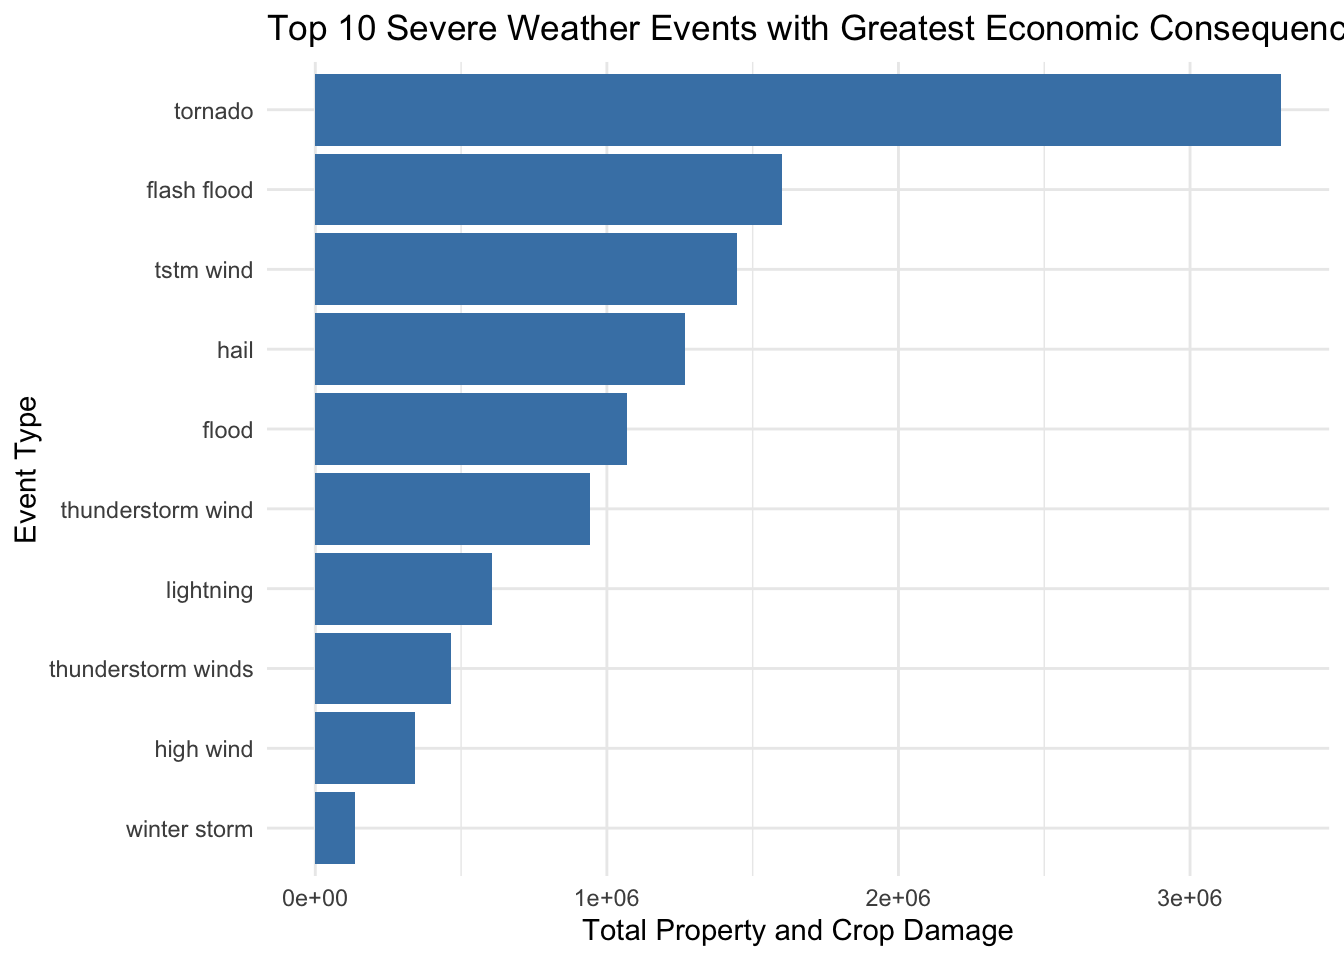 Top 10 Severe Weather Events with Greatest Economic Consequenc
tornado
flash flood
tstm wind
hail
flood
thunderstorm wind
lightning
thunderstorm winds
high wind
winter storm
Event Type
0e+00 1e+06 2e+06 3e+06
Total Property and Crop Damage